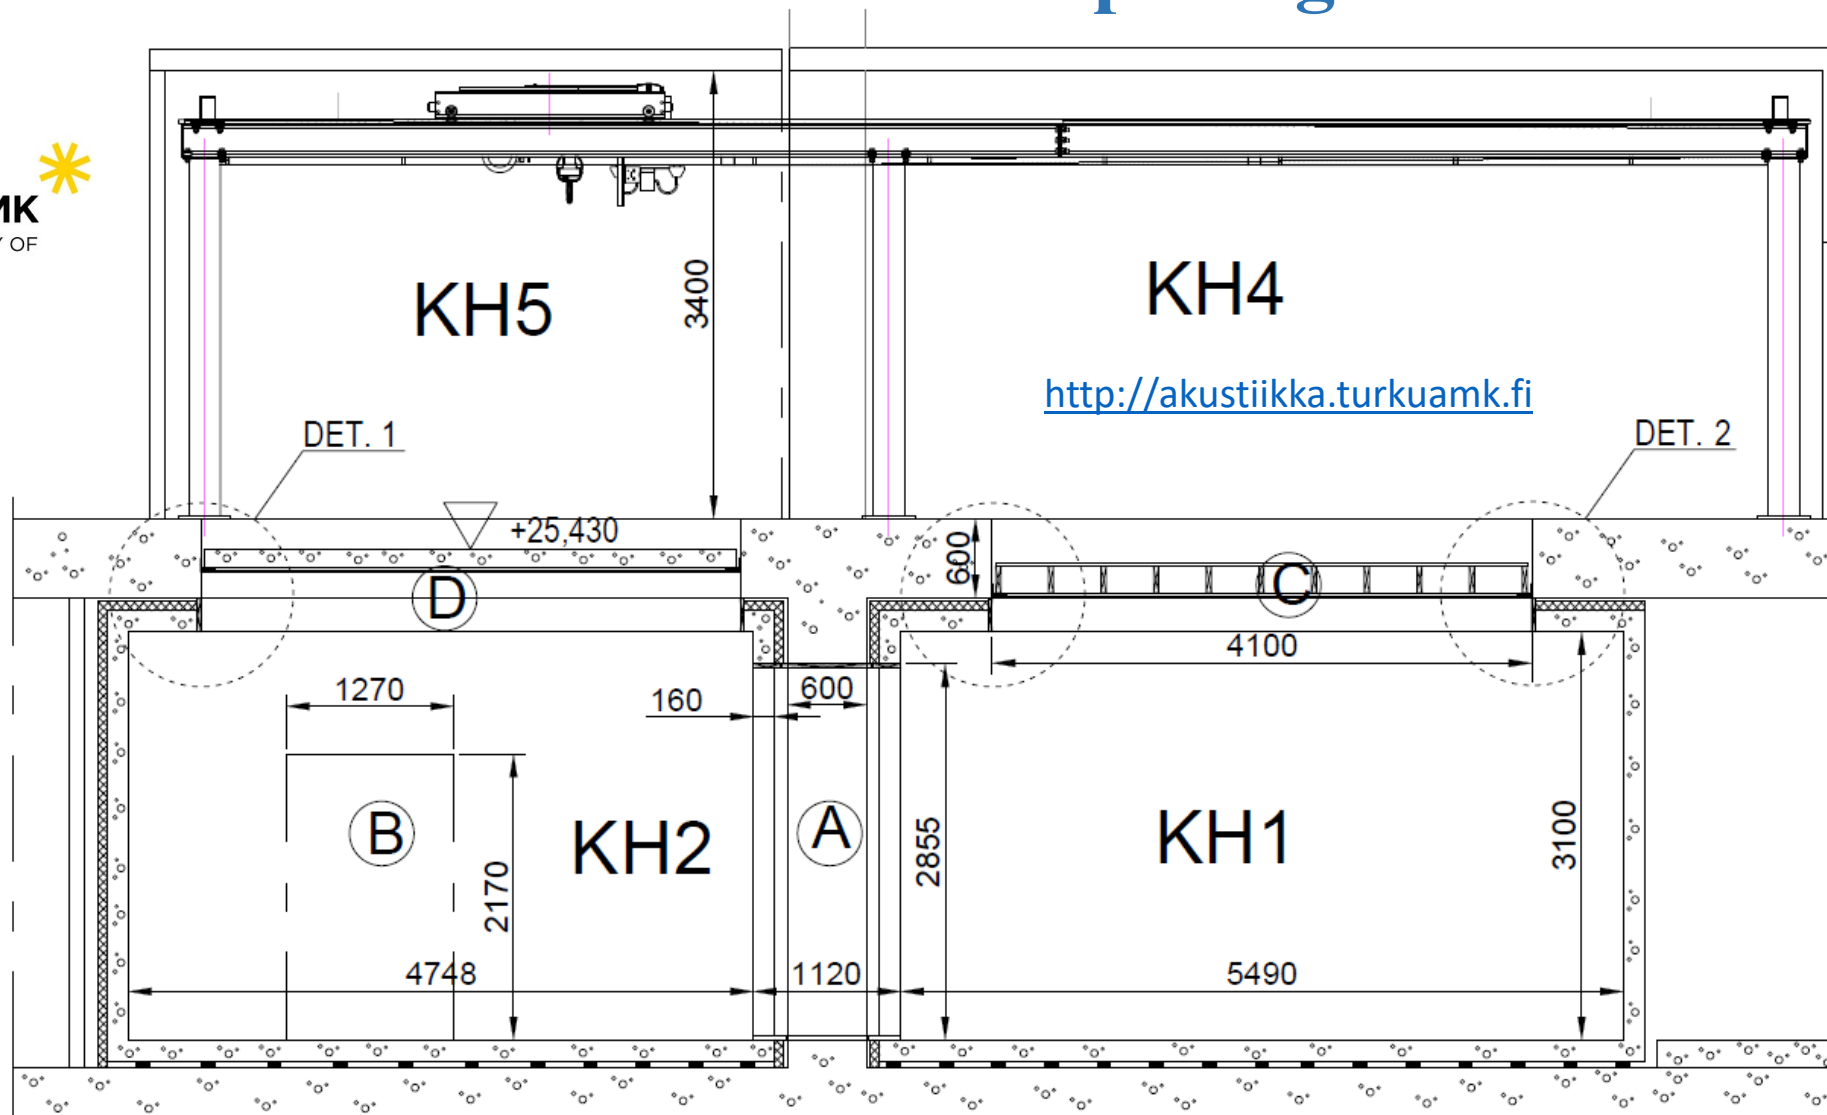 MK
Y OF
KH5
3400
KH4
http://akustiikka.turkuamk.fi
DET. 1
DET. 2
+25,430
600
D
C
4100
1270
160
600
B
KH2
A
2855
KH1
3100
2170
4748
1120
5490